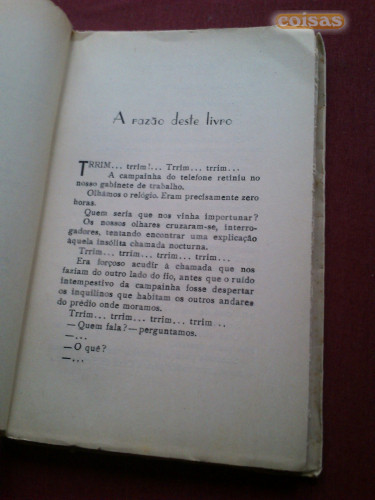 coisas
A razão deste livro
TRRIM... trrim!... Trrim... trrim...
A campainha do telefone retiniu no
nosso gabinete de trabalho.
Olhámos o relógio. Eram precisamente zero
horas.
Quem seria que nos vinha importunar?
Os nossos olhares cruzaram-se, interro-
gadores, tentando encontrar uma explicação
àquela insólita chamada nocturna.
Trrim... trrim... trrim... trrim...
Era forçoso acudir à chamada que nos
faziam do outro lado do fio, antes que o ruído
intempestivo da campainha fosse despertar
os inquilinos que habitam os outros andares
do prédio onde moramos.
Trrim... trrim... trrim... trrim...
—Quem fala?—perguntamos.
—...
—O quê?
—...